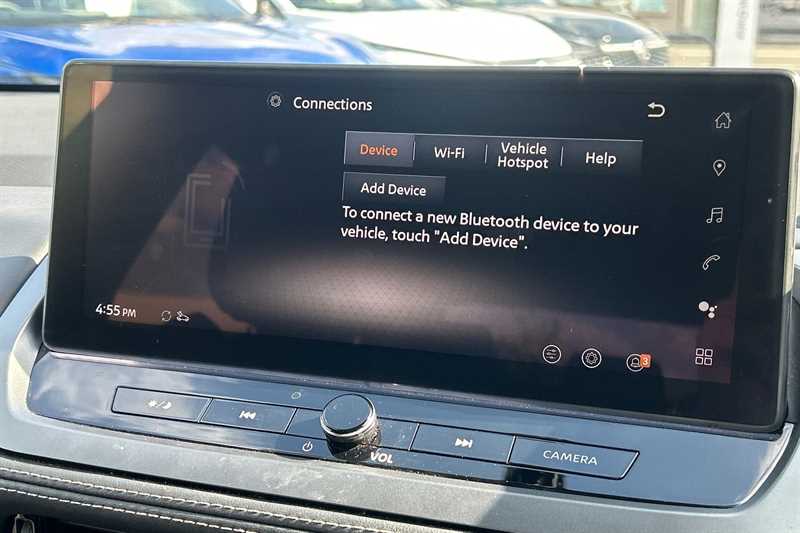 Connections
Device
Wi-Fi
Vehicle
Hotspot
Help
Add Device
To connect a new Bluetooth device to your
vehicle, touch "Add Device".
4:55 PM
3
VOL
CAMERA